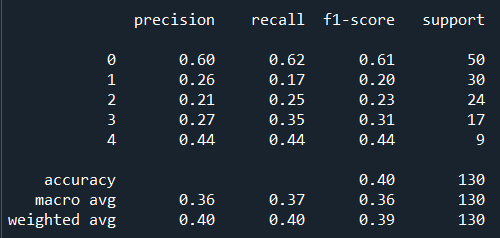 precision recall f1-score support
0 0.60 0.62 0.61 50
1 0.26 0.17 0.20 30
2 0.21 0.25 0.23 24
3 0.27 0.35 0.31 17
4 0.44 0.44 0.44 9
accuracy 0.40 130
macro avg 0.36 0.37 0.36 130
weighted avg 0.40 0.40 0.39 130